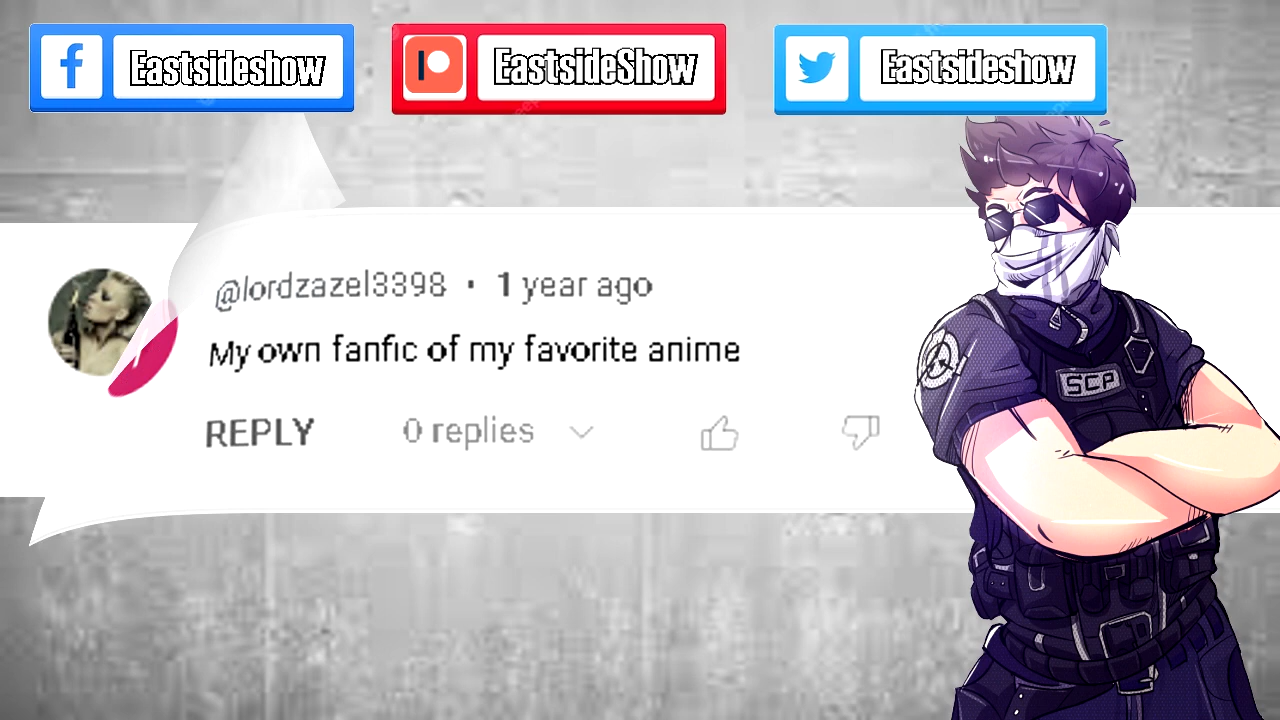 Eastsideshow
EastsideShow
Eastsideshow
@lordzazel3398 · 1 year ago
My own fanfic of my favorite anime
REPLY 0 replies
SCP